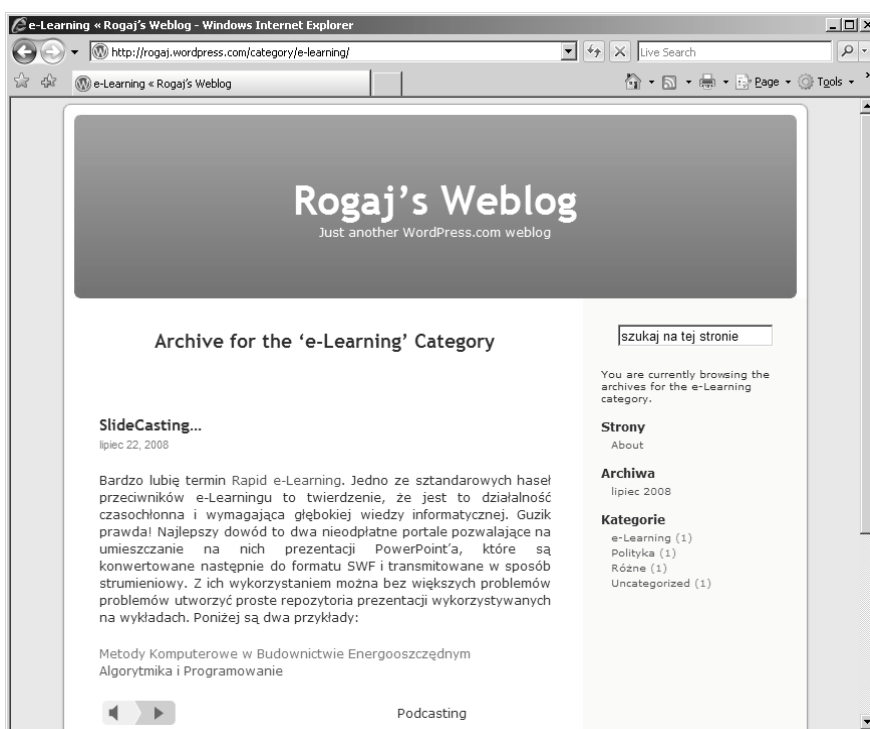 e-Learning « Rogaj's Weblog - Windows Internet Explorer
http://rogaj.wordpress.com/category/e-learning/
Live Search
e-Learning « Rogaj's Weblog
Page
Tools
Rogaj's Weblog
Just another WordPress.com weblog
Archive for the ‘e-Learning’ Category
SlideCasting...
lipiec 22, 2008
Bardzo lubię termin Rapid e-Learning. Jedno ze sztandarowych haseł
przeciwników e-Learningu to twierdzenie, że jest to działalność
czasochłonna i wymagająca głębokiej wiedzy informatycznej. Guzik
prawda! Najlepszy dowód to dwa nieodpłatne portale pozwalające na
umieszczanie na nich prezentacji PowerPoint’a, które są
konwertowane następnie do formatu SWF i transmitowane w sposób
strumieniowy. Z ich wykorzystaniem można bez większych problemów
problemów utworzyć proste repozytoria prezentacji wykorzystywanych
na wykładach. Poniżej są dwa przykłady:
Metody Komputerowe w Budownictwie Energooszczędnym
Algorytmika i Programowanie
Podcasting
szukaj na tej stronie
You are currently browsing the
archives for the e-Learning
category.
Strony
About
Archiwa
lipiec 2008
Kategorie
e-Learning (1)
Polityka (1)
Różne (1)
Uncategorized (1)